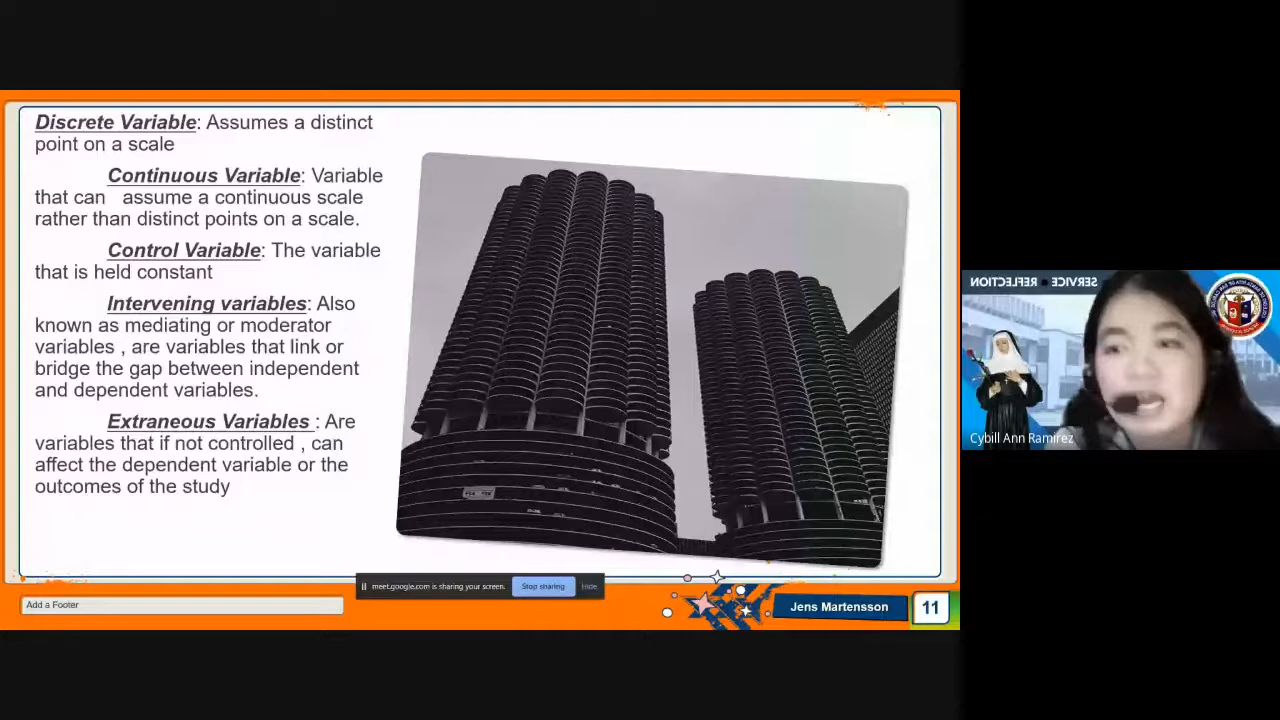 Discrete Variable: Assumes a distinct
point on a scale
Continuous Variable: Variable
that can assume a continuous scale
rather than distinct points on a scale.
Control Variable: The variable
that is held constant
Intervening variables: Also
known as mediating or moderator
variables , are variables that link or
bridge the gap between independent
and dependent variables.
Extraneous Variables : Are
variables that if not controlled , can
affect the dependent variable or the
outcomes of the study
meet.google.com is sharing your screen.
Stop sharing
Hide
Add a Footer
Jens Martensson
11
SERVICE REFLECTION
Cybill Ann Ramirez